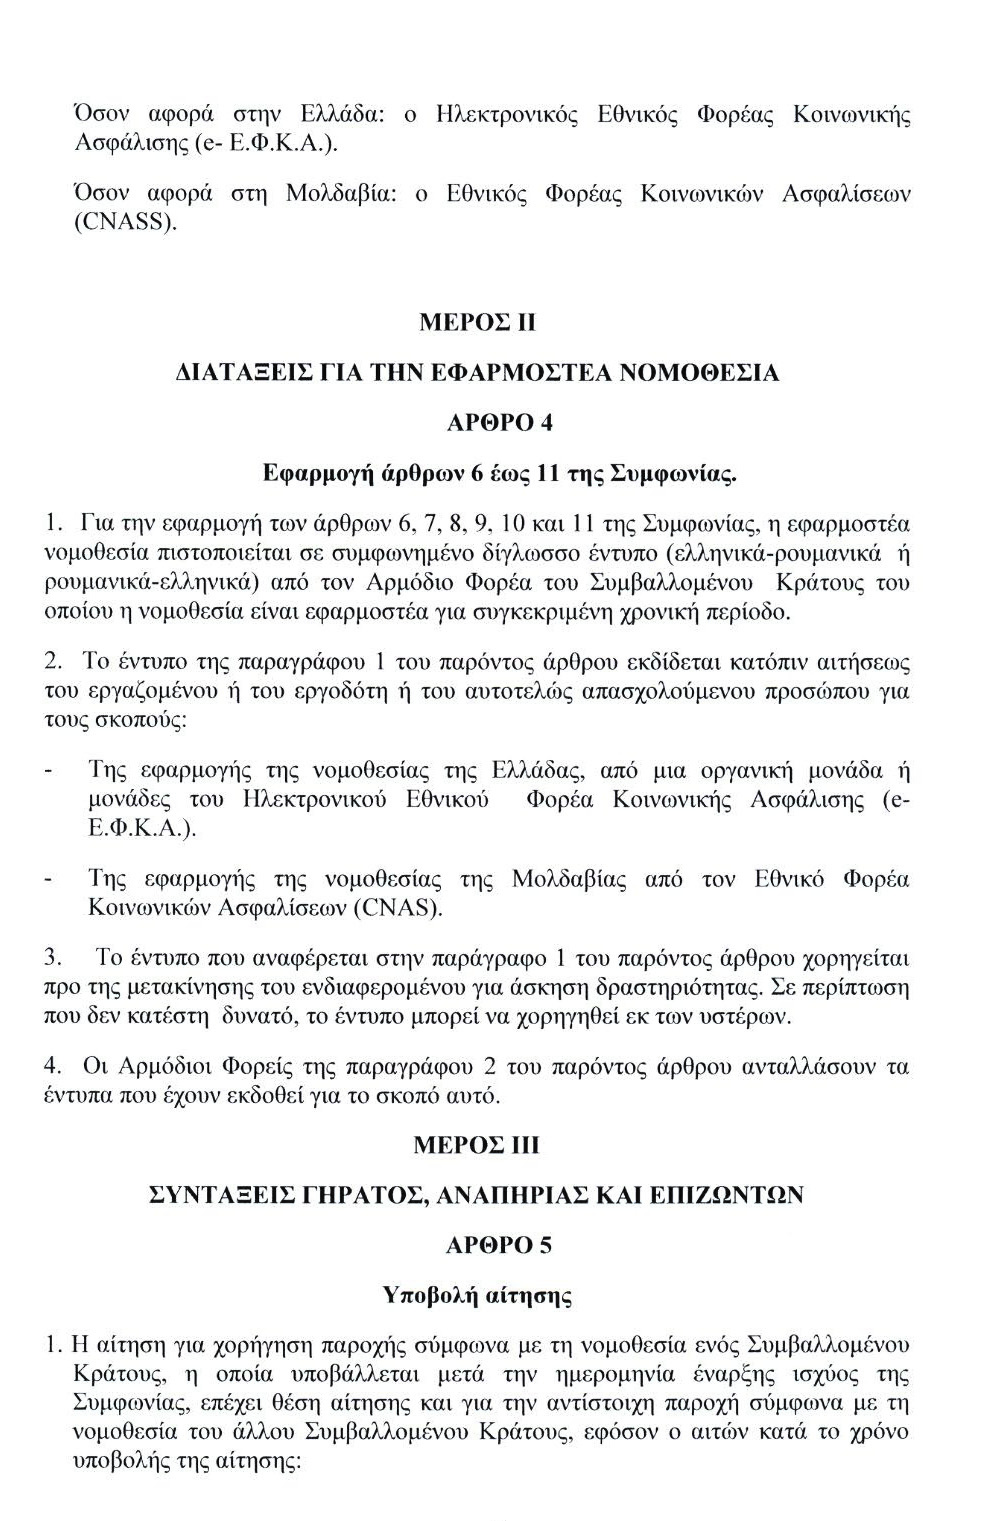 Όσον αφορά στην Ελλάδα: ο Ηλεκτρονικός Εθνικός Φορέας Κοινωνικής
Ασφάλισης (e- Ε.Φ.Κ.Α.).
Όσον αφορά στη Μολδαβία: ο Εθνικός Φορέας Κοινωνικών Ασφαλίσεων
(CNASS).
ΜΕΡΟΣ ΙΙ
ΔΙΑΤΑΞΕΙΣ ΓΙΑ ΤΗΝ ΕΦΑΡΜΟΣΤΕΑ ΝΟΜΟΘΕΣΙΑ
ΑΡΘΡΟ 4
Εφαρμογή άρθρων 6 έως 11 της Συμφωνίας.
1. Για την εφαρμογή των άρθρων 6, 7, 8, 9, 10 και 11 της Συμφωνίας, η εφαρμοστέα
νομοθεσία πιστοποιείται σε συμφωνημένο δίγλωσσο έντυπο (ελληνικά-ρουμανικά ή
ρουμανικά-ελληνικά) από τον Αρμόδιο Φορέα του Συμβαλλομένου Κράτους του
οποίου η νομοθεσία είναι εφαρμοστέα για συγκεκριμένη χρονική περίοδο.
2. Το έντυπο της παραγράφου 1 του παρόντος άρθρου εκδίδεται κατόπιν αιτήσεως
του εργαζομένου ή του εργοδότη ή του αυτοτελώς απασχολούμενου προσώπου για
τους σκοπούς:
- Της εφαρμογής της νομοθεσίας της Ελλάδας, από μια οργανική μονάδα ή
μονάδες του Ηλεκτρονικού Εθνικού Φορέα Κοινωνικής Ασφάλισης (e-
Ε.Φ.Κ.Α.).
- Της εφαρμογής της νομοθεσίας της Μολδαβίας από τον Εθνικό Φορέα
Κοινωνικών Ασφαλίσεων (CNAS).
3. Το έντυπο που αναφέρεται στην παράγραφο 1 του παρόντος άρθρου χορηγείται
προ της μετακίνησης του ενδιαφερομένου για άσκηση δραστηριότητας. Σε περίπτωση
που δεν κατέστη δυνατό, το έντυπο μπορεί να χορηγηθεί εκ των υστέρων.
4. Οι Αρμόδιοι Φορείς της παραγράφου 2 του παρόντος άρθρου ανταλλάσουν τα
έντυπα που έχουν εκδοθεί για το σκοπό αυτό.
ΜΕΡΟΣ ΙΙΙ
ΣΥΝΤΑΞΕΙΣ ΓΗΡΑΤΟΣ, ΑΝΑΠΗΡΙΑΣ ΚΑΙ ΕΠΙΖΩΝΤΩΝ
ΑΡΘΡΟ 5
Υποβολή αίτησης
1. Η αίτηση για χορήγηση παροχής σύμφωνα με τη νομοθεσία ενός Συμβαλλομένου
Κράτους, η οποία υποβάλλεται μετά την ημερομηνία έναρξης ισχύος της
Συμφωνίας, επέχει θέση αίτησης και για την αντίστοιχη παροχή σύμφωνα με τη
νομοθεσία του άλλου Συμβαλλομένου Κράτους, εφόσον ο αιτών κατά το χρόνο
υποβολής της αίτησης: